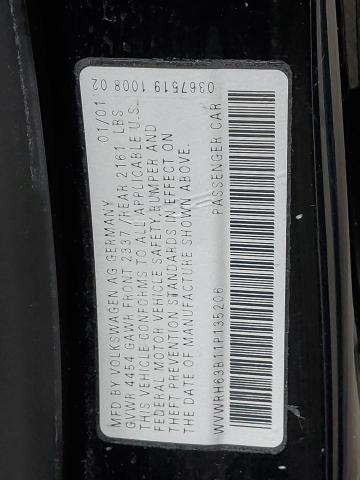 MFD BY VOLKSWAGEN AG GERMANY 01/01
GVWR 4454 GAWR FRONT 2337 /REAR 2161 LBS
THIS VEHICLE CONFORMS TO ALL APPLICABLE U.S.
FEDERAL MOTOR VEHICLE SAFETY, BUMPER AND
THEFT PREVENTION STANDARDS IN EFFECT ON
THE DATE OF MANUFACTURE SHOWN ABOVE.
0367519 1008 02
WVWRH63B11P135206 PASSENGER CAR